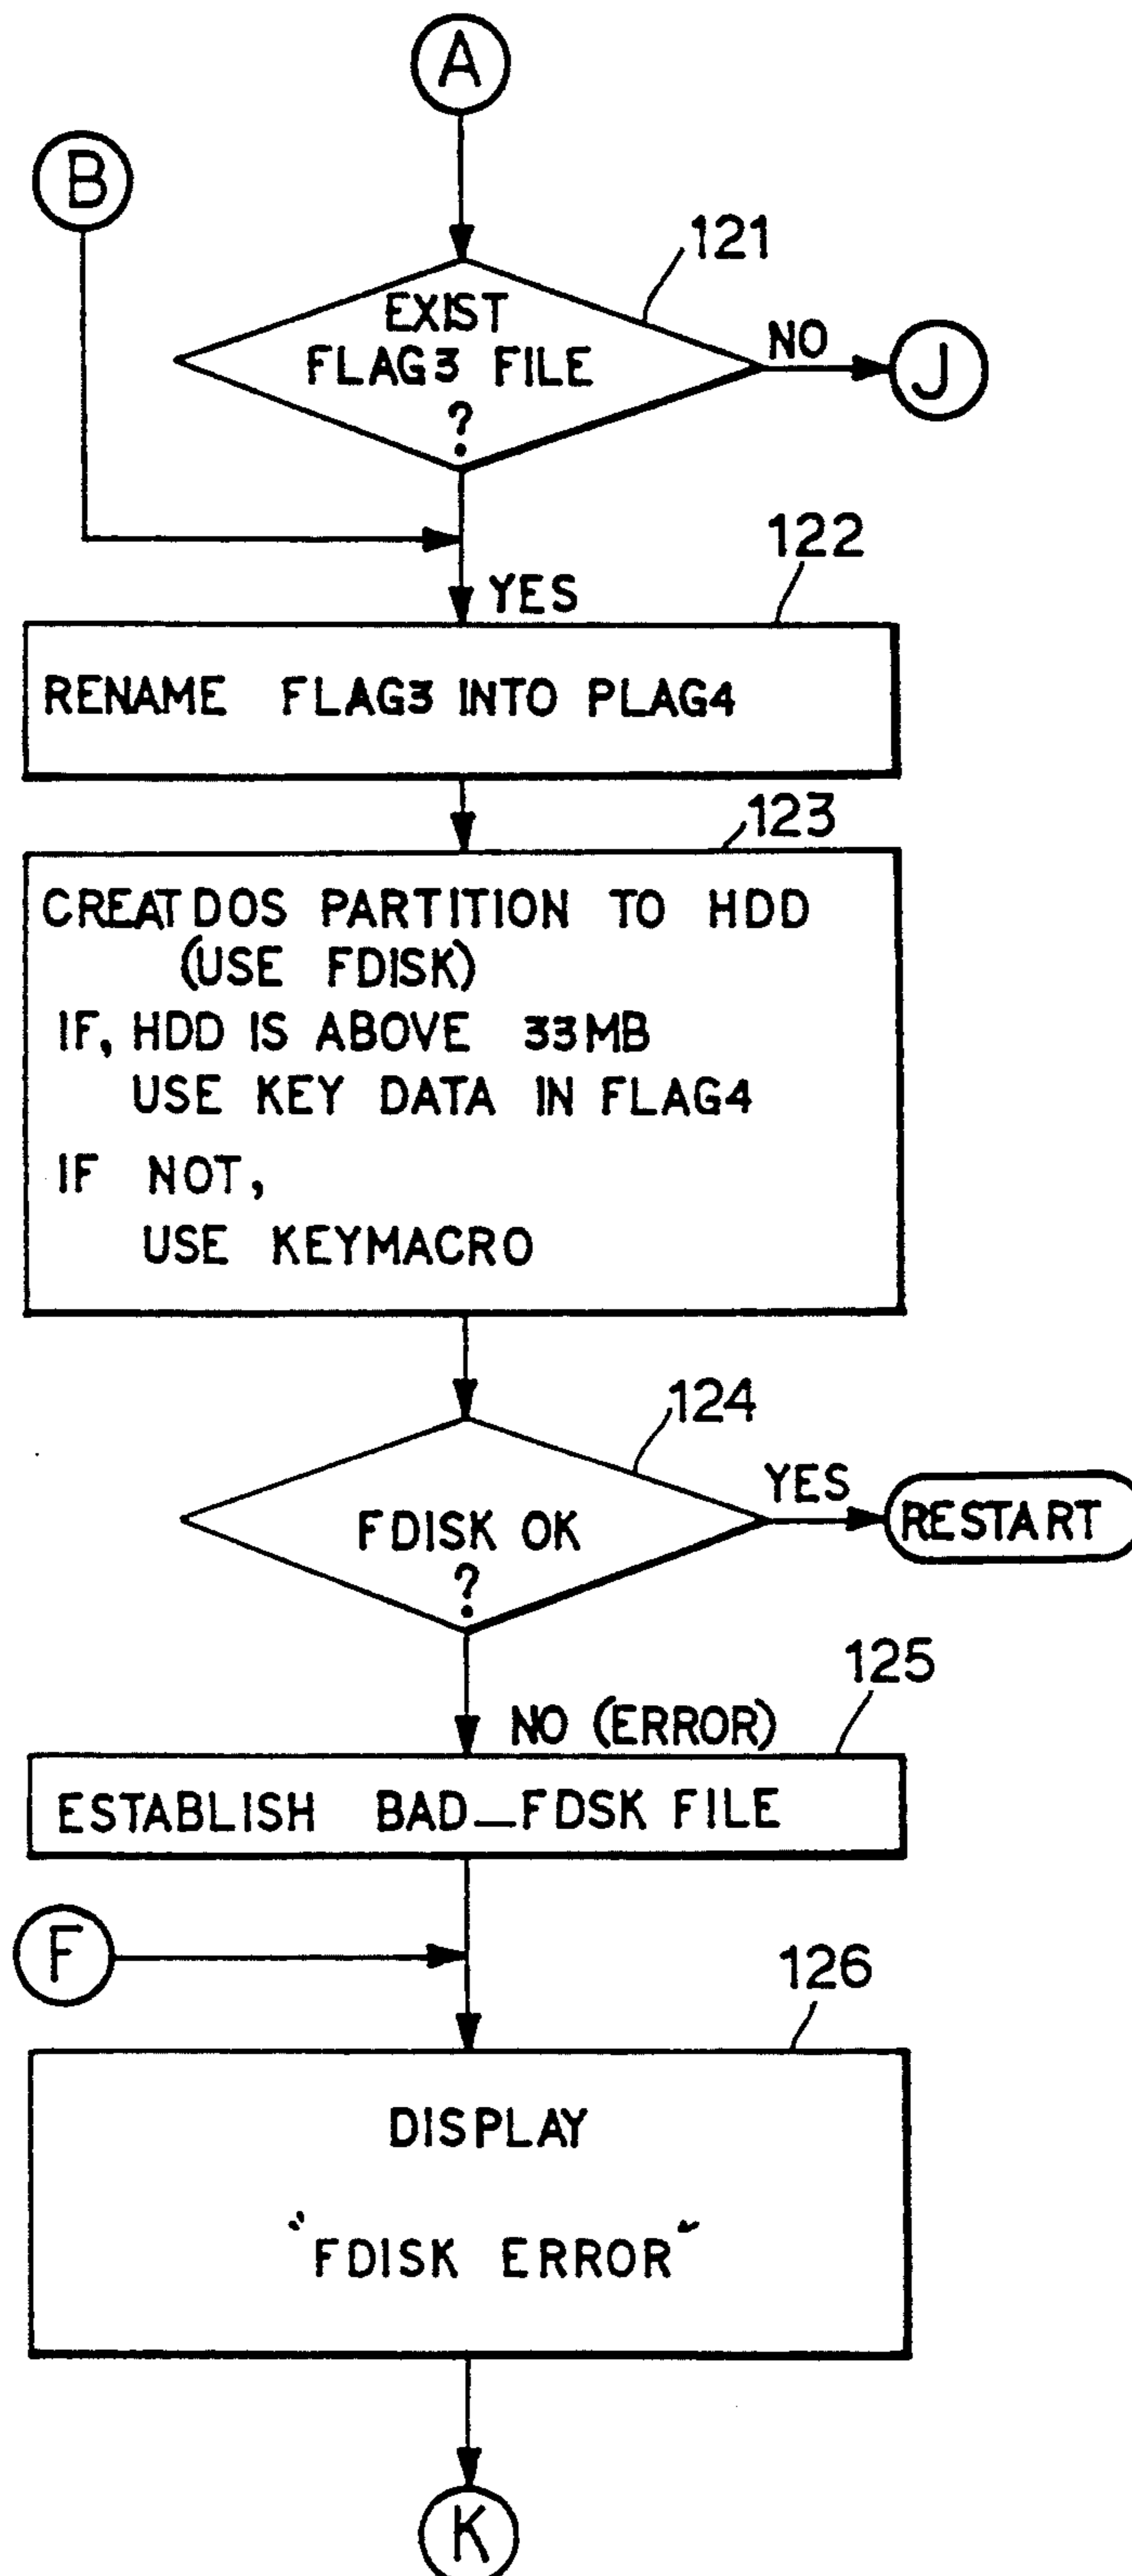 A
B
121
EXIST
FLAG3 FILE
?
NO
J
122
YES
RENAME FLAG3 INTO PLAG4
123
CREATDOS PARTITION TO HDD
(USE FDISK)
IF, HDD IS ABOVE 33MB
USE KEY DATA IN FLAG4
IF NOT,
USE KEYMACRO
124
FDISK OK
?
YES
RESTART
125
NO (ERROR)
ESTABLISH BAD_FDSK FILE
F
126
DISPLAY
"FDISK ERROR"
K